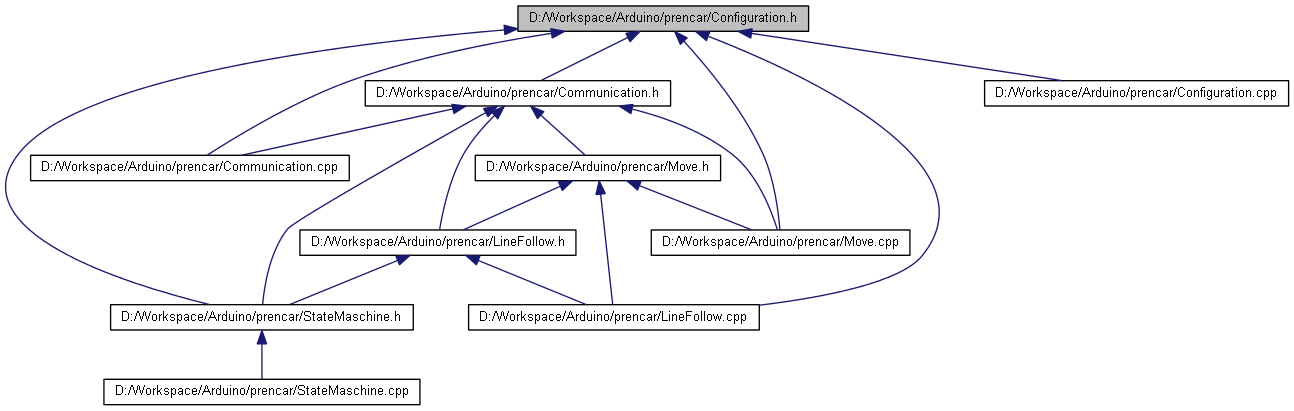 D:/Workspace/Arduino/prencar/Configuration.h
D:/Workspace/Arduino/prencar/Communication.h
D:/Workspace/Arduino/prencar/Configuration.cpp
D:/Workspace/Arduino/prencar/Communication.cpp
D:/Workspace/Arduino/prencar/Move.h
D:/Workspace/Arduino/prencar/LineFollow.h
D:/Workspace/Arduino/prencar/Move.cpp
D:/Workspace/Arduino/prencar/StateMaschine.h
D:/Workspace/Arduino/prencar/LineFollow.cpp
D:/Workspace/Arduino/prencar/StateMaschine.cpp